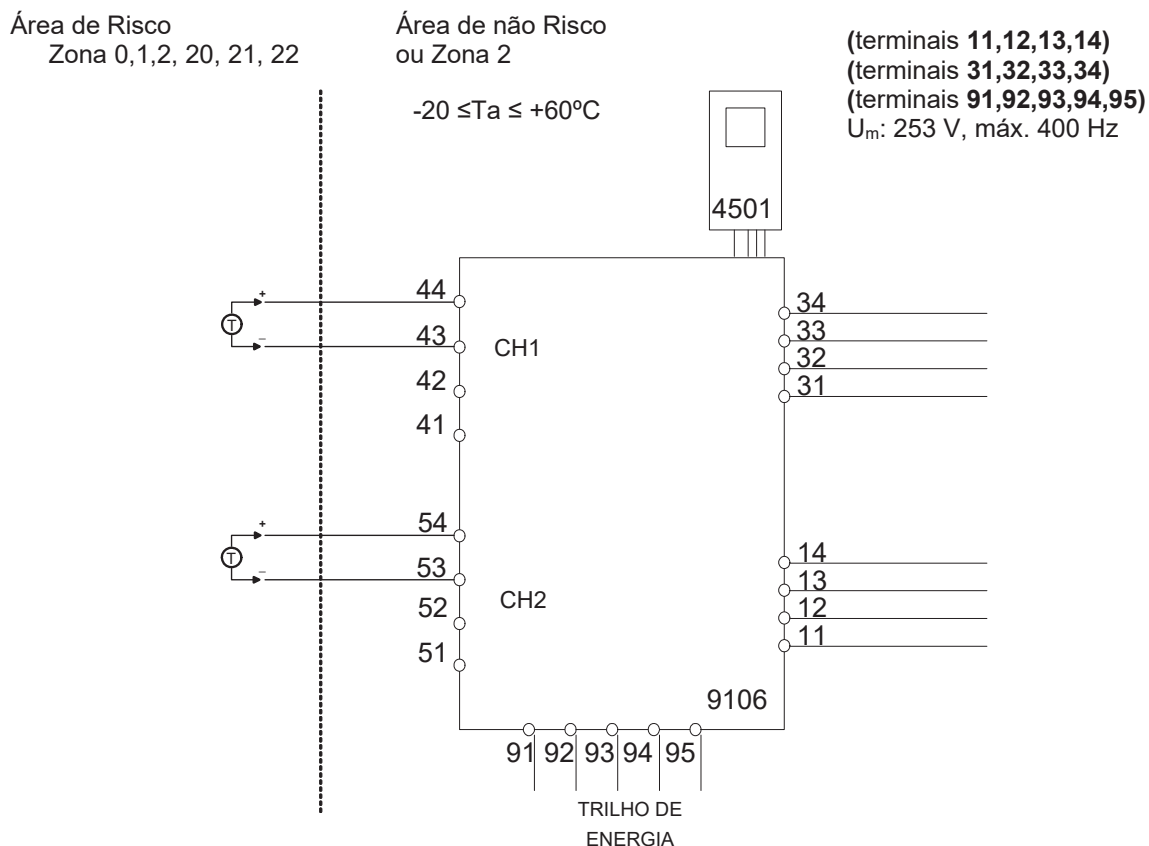 Área de Risco
Zona 0,1,2, 20, 21, 22
Área de não Risco
ou Zona 2
-20 ≤Ta ≤ +60ºC
(terminais 11,12,13,14)
(terminais 31,32,33,34)
(terminais 91,92,93,94,95)
Um: 253 V, máx. 400 Hz
4501
44
+
T
43
–
CH1
42
41
34
33
32
31
54
+
T
53
–
CH2
52
51
14
13
12
11
9106
91 92 93 94 95
TRILHO DE
ENERGIA